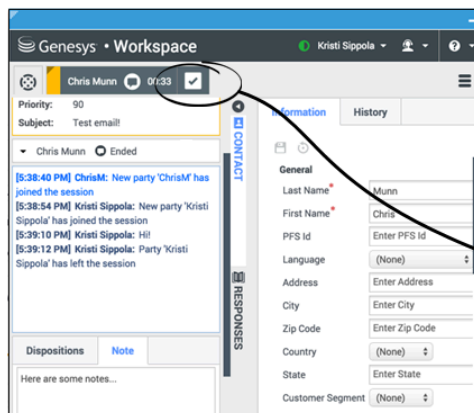 Genesys • Workspace
Kristi Sippola
Chris Munn 00:33
Priority: 90
Subject: Test email!
Chris Munn Ended
[5:38:40 PM] ChrisM: New party 'ChrisM' has
joined the session
[5:38:54 PM] Kristi Sippola: New party 'Kristi
Sippola' has joined the session
[5:39:10 PM] Kristi Sippola: Hi!
[5:39:12 PM] Kristi Sippola: Party 'Kristi
Sippola' has left the session
Dispositions Note
Here are some notes...
CONTACT
RESPONSES
Information History
General
Last Name* Munn
First Name* Chris
PFS Id Enter PFS Id
Language (None)
Address Enter Address
City Enter City
Zip Code Enter Zip Code
Country (None)
State Enter State
Customer Segment (None)